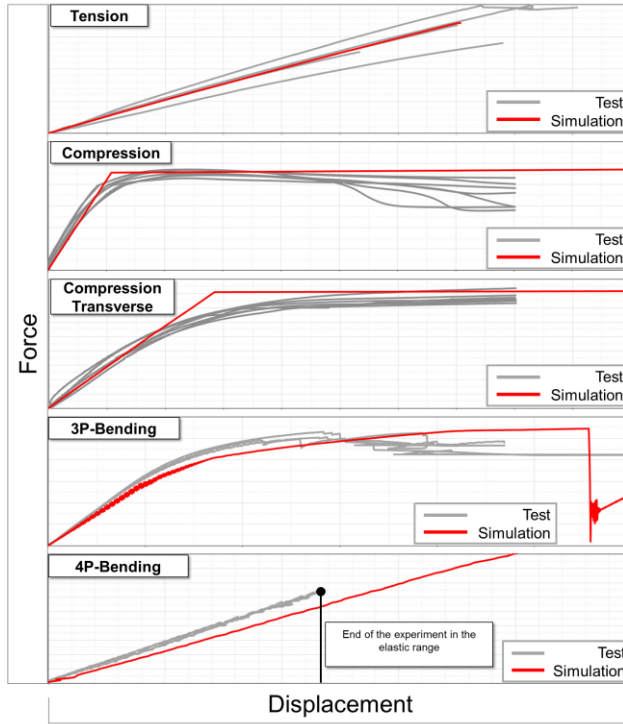 Tension
Test
Simulation
Compression
Test
Simulation
Compression
Transverse
Test
Simulation
Force
3P-Bending
Test
Simulation
4P-Bending
End of the experiment in the
elastic range
Test
Simulation
Displacement